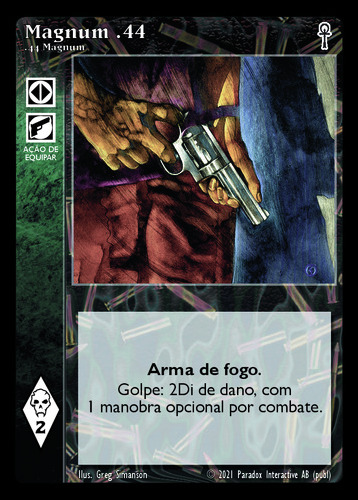 Magnum .44
.44 Magnum
AÇÃO DE
EQUIPAR
Arma de fogo.
Golpe: 2Di de dano, com
1 manobra opcional por combate.
2
Ilus. Greg Simanson
© 2021 Paradox Interactive AB (publ)